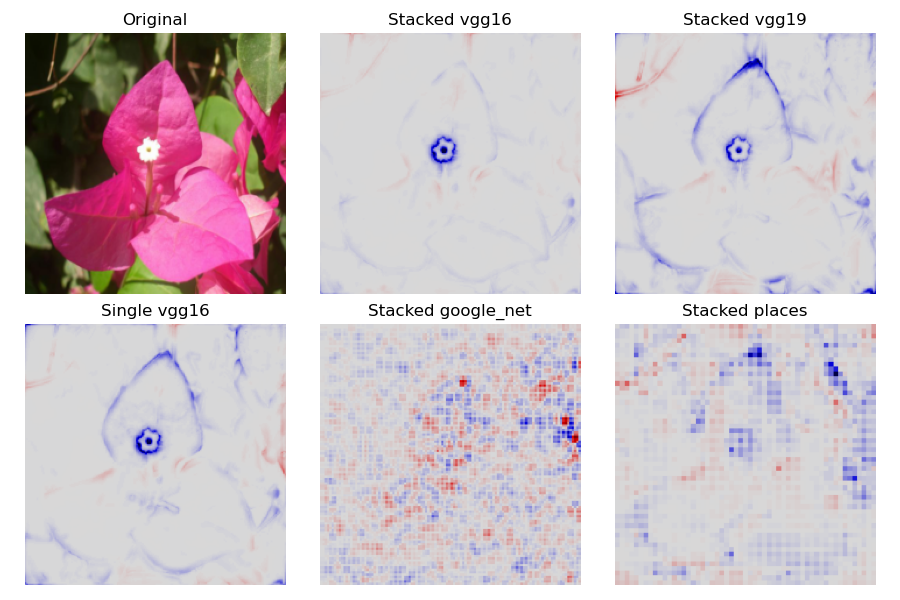 Original
Stacked vgg16
Stacked vgg19
Single vgg16
Stacked google_net
Stacked places